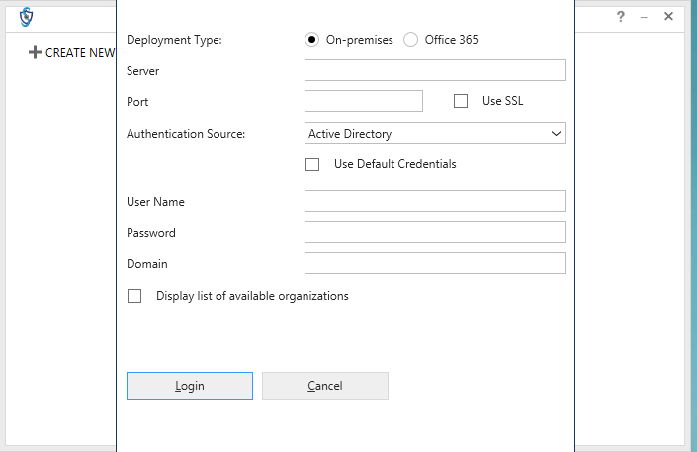 ? – ×
+ CREATE NEW
Deployment Type: On-premises Office 365
Server
Port Use SSL
Authentication Source: Active Directory
Use Default Credentials
User Name
Password
Domain
Display list of available organizations
Login Cancel